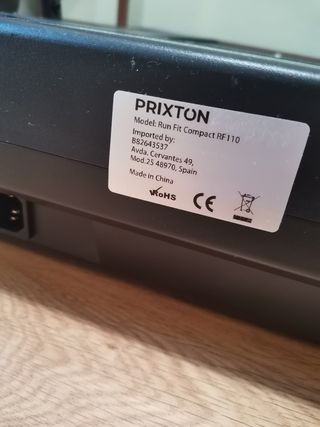 PRIXTON
Model: Run Fit Compact RF110
Imported by:
B82643537
Avda. Cervantes 49,
Mod.25 48970, Spain
Made in China
RoHS
CE